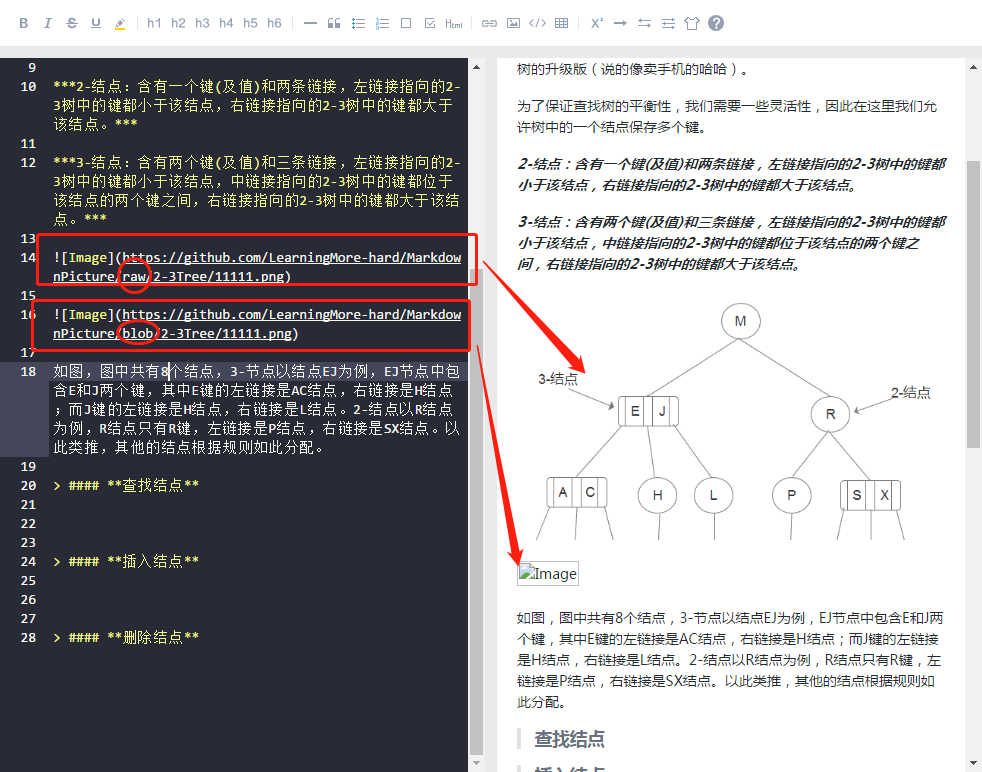 B I S U h1 h2 h3 h4 h5 h6 Html X² ?
9
10 ***2-结点：含有一个键(及值)和两条链接，左链接指向的2-
3树中的键都小于该结点，右链接指向的2-3树中的键都大于
该结点。***
11
12 ***3-结点：含有两个键(及值)和三条链接，左链接指向的2-
3树中的键都小于该结点，中链接指向的2-3树中的键都位于
该结点的两个键之间，右链接指向的2-3树中的键都大于该结
点。***
13
14 ![Image](https://github.com/LearningMore-hard/Markdow
nPicture/raw/2-3Tree/11111.png)
15
16 ![Image](https://github.com/LearningMore-hard/Markdow
nPicture/blob/2-3Tree/11111.png)
17
18 如图，图中共有8个结点，3-节点以结点EJ为例，EJ节点中包
含E和J两个键，其中E键的左链接是AC结点，右链接是H结点
；而J键的左链接是H结点，右链接是L结点。2-结点以R结点
为例，R结点只有R键，左链接是P结点，右链接是SX结点。以
此类推，其他的结点根据规则如此分配。
19
20 > #### **查找结点**
21
22
23
24 > #### **插入结点**
25
26
27
28 > #### **删除结点**
树的升级版（说的像卖手机的哈哈）。
为了保证查找树的平衡性，我们需要一些灵活性，因此在这里我们允
许树中的一个结点保存多个键。
2-结点：含有一个键(及值)和两条链接，左链接指向的2-3树中的键都
小于该结点，右链接指向的2-3树中的键都大于该结点。
3-结点：含有两个键(及值)和三条链接，左链接指向的2-3树中的键都
小于该结点，中链接指向的2-3树中的键都位于该结点的两个键之
间，右链接指向的2-3树中的键都大于该结点。
M
3-结点
2-结点
E J
R
A C
H
L
P
S X
Image
如图，图中共有8个结点，3-节点以结点EJ为例，EJ节点中包含E和J两
个键，其中E键的左链接是AC结点，右链接是H结点；而J键的左链接
是H结点，右链接是L结点。2-结点以R结点为例，R结点只有R键，左
链接是P结点，右链接是SX结点。以此类推，其他的结点根据规则如
此分配。
查找结点
插入结点